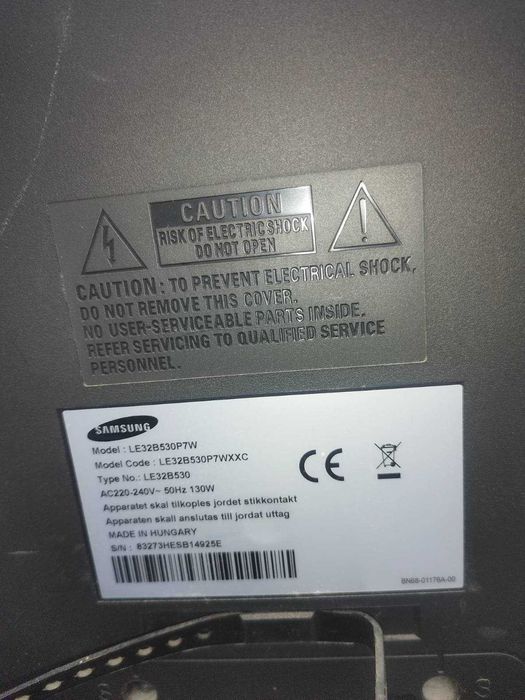 CAUTION
RISK OF ELECTRIC SHOCK
DO NOT OPEN
CAUTION: TO PREVENT ELECTRICAL SHOCK,
DO NOT REMOVE THIS COVER.
NO USER-SERVICEABLE PARTS INSIDE.
REFER SERVICING TO QUALIFIED SERVICE
PERSONNEL.
SAMSUNG
Model : LE32B530P7W
Model Code : LE32B530P7WXXC
Type No.: LE32B530
AC220-240V~ 50Hz 130W
Apparatet skal tilkoples jordet stikkontakt
Apparaten skall anslutas till jordat uttag
MADE IN HUNGARY
S/N : 83273HESB14925E
CE
BN68-01176A-00
S
S